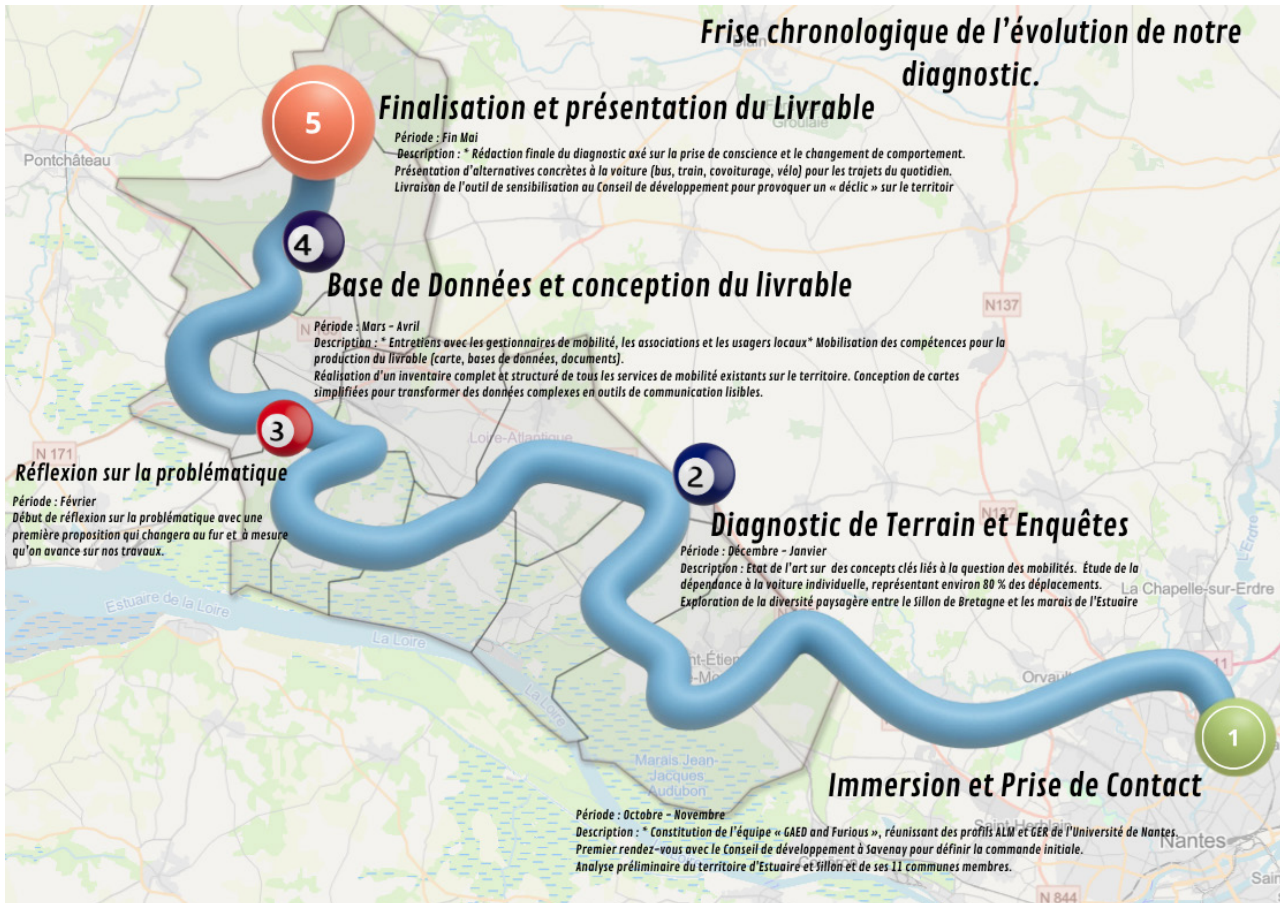 Frise chronologique de l'évolution de notre
diagnostic.
5
Finalisation et présentation du Livrable
Période : Fin Mai
Description : * Rédaction finale du diagnostic axé sur la prise de conscience et le changement de comportement.
Présentation d'alternatives concrètes à la voiture (bus, train, covoiturage, vélo) pour les trajets du quotidien.
Livraison de l'outil de sensibilisation au Conseil de développement pour provoquer un « déclic » sur le territoir
Pontchâteau
4
Base de Données et conception du livrable
Période : Mars - Avril
Description : * Entretiens avec les gestionnaires de mobilité, les associations et les usagers locaux* Mobilisation des compétences pour la
production du livrable (carte, bases de données, documents).
Réalisation d'un inventaire complet et structuré de tous les services de mobilité existants sur le territoire. Conception de cartes
simplifiées pour transformer des données complexes en outils de communication lisibles.
N137
3
Loire-Atlantique
N 171
Réflexion sur la problématique
Période : Février
Début de réflexion sur la problématique avec une
première proposition qui changera au fur et à mesure
qu'on avance sur nos travaux.
2
N137
Diagnostic de Terrain et Enquêtes
Période : Décembre - Janvier
Description : Etat de l'art sur des concepts clés liés à la question des mobilités. Étude de la
dépendance à la voiture individuelle, représentant environ 80 % des déplacements.
Exploration de la diversité paysagère entre le Sillon de Bretagne et les marais de l'Estuaire
L'Erdre
La Chapelle-sur-Erdre
Estuaire de la Loire
La Loire
La Loire
Orvault
11
1
Marais Jean-
Jacques
Audubon
Immersion et Prise de Contact
Période : Octobre - Novembre
Description : * Constitution de l'équipe « GAED and Furious », réunissant des profils ALM et GER de l'Université de Nantes.
Premier rendez-vous avec le Conseil de développement à Savenay pour définir la commande initiale.
Analyse préliminaire du territoire d'Estuaire et Sillon et de ses 11 communes membres.
Saint-Herblain
Nantes
N 844